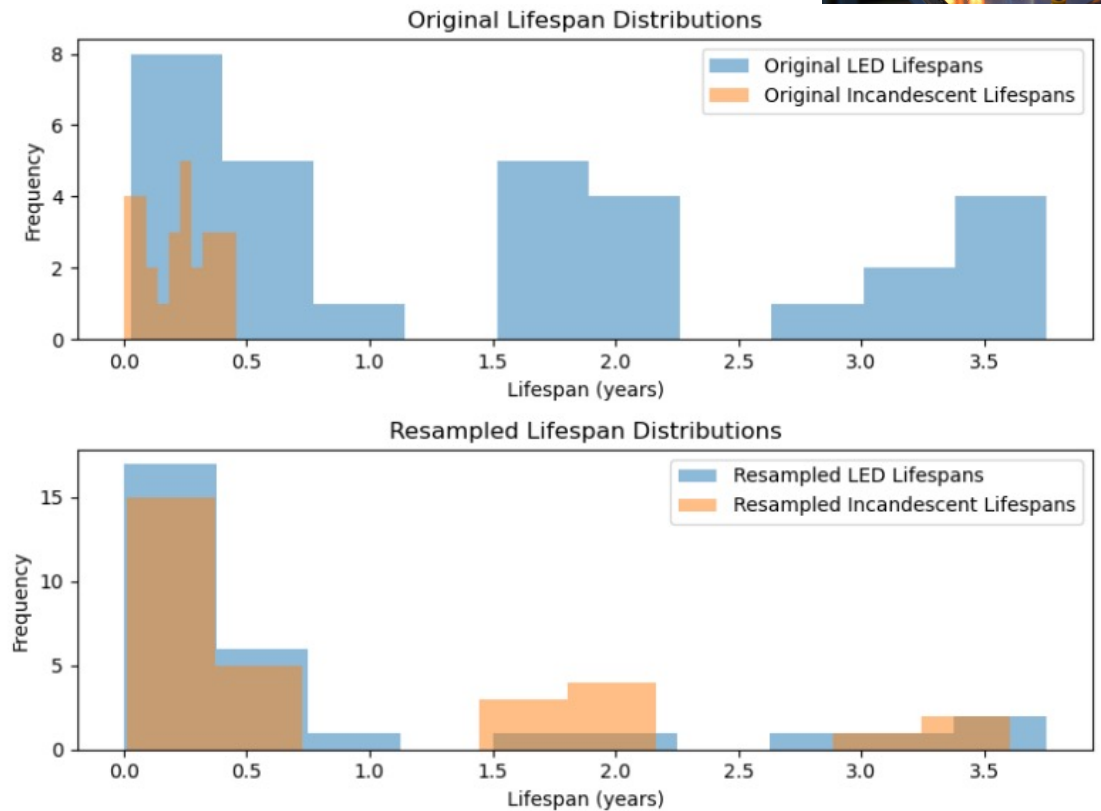 Original Lifespan Distributions
Original LED Lifespans
Original Incandescent Lifespans
8
6
4
2
0
Frequency
0.0 0.5 1.0 1.5 2.0 2.5 3.0 3.5
Lifespan (years)
Resampled Lifespan Distributions
Resampled LED Lifespans
Resampled Incandescent Lifespans
15
10
5
0
Frequency
0.0 0.5 1.0 1.5 2.0 2.5 3.0 3.5
Lifespan (years)